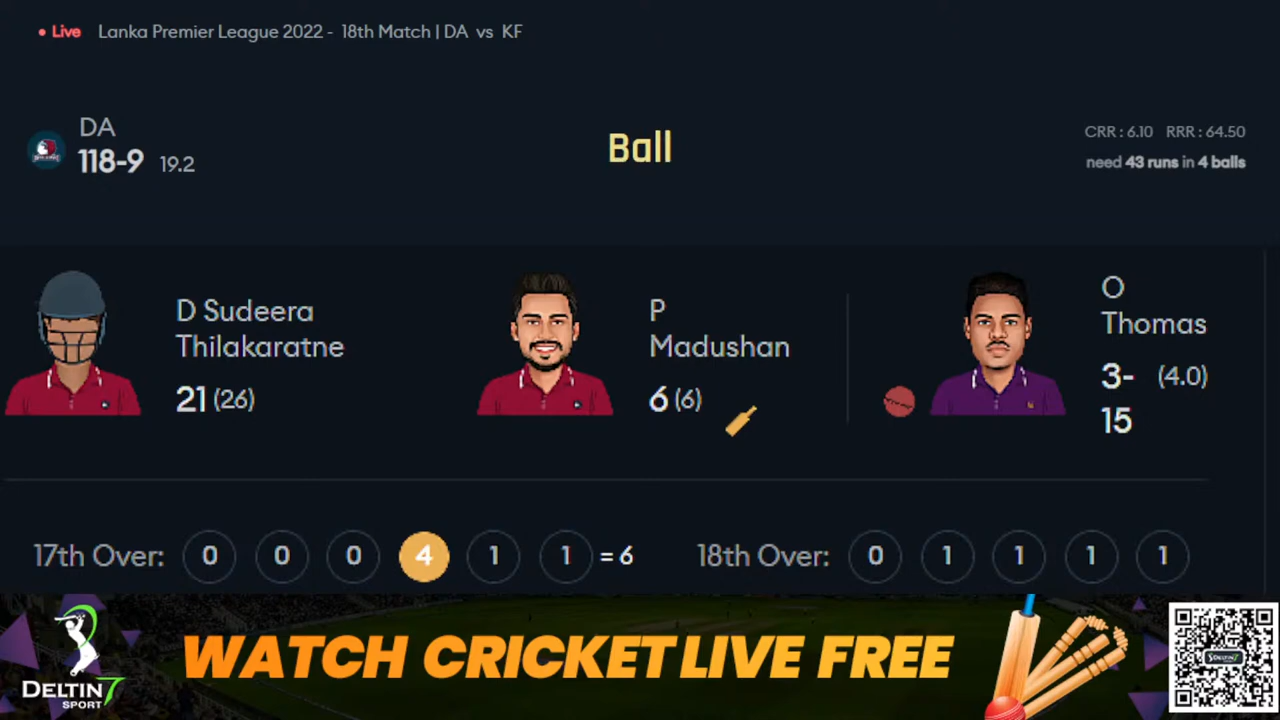 Live Lanka Premier League 2022 - 18th Match | DA vs KF
DA
118-9 19.2
Ball
CRR : 6.10 RRR : 64.50
need 43 runs in 4 balls
D Sudeera
Thilakaratne
21 (26)
P
Madushan
6 (6)
O
Thomas
3- (4.0)
15
17th Over: 0 0 0 4 1 1 = 6 18th Over: 0 1 1 1 1
DELTIN7
SPORT
WATCH CRICKET LIVE FREE